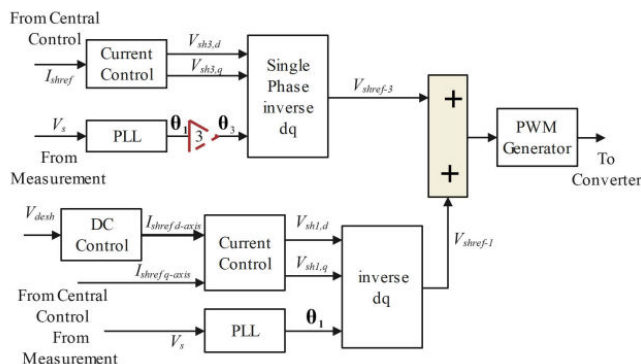 From Central
Control
I_shref
Current
Control
V_sh3,d
V_sh3,q
Single
Phase
inverse
dq
V_shref-3
V_s
PLL
θ_1
3
θ_3
From
Measurement
+
+
PWM
Generator
To
Converter
V_desh
DC
Control
I_shref d-axis
I_shref q-axis
Current
Control
V_sh1,d
V_sh1,q
inverse
dq
V_shref-1
From Central
Control
From
Measurement
V_s
PLL
θ_1